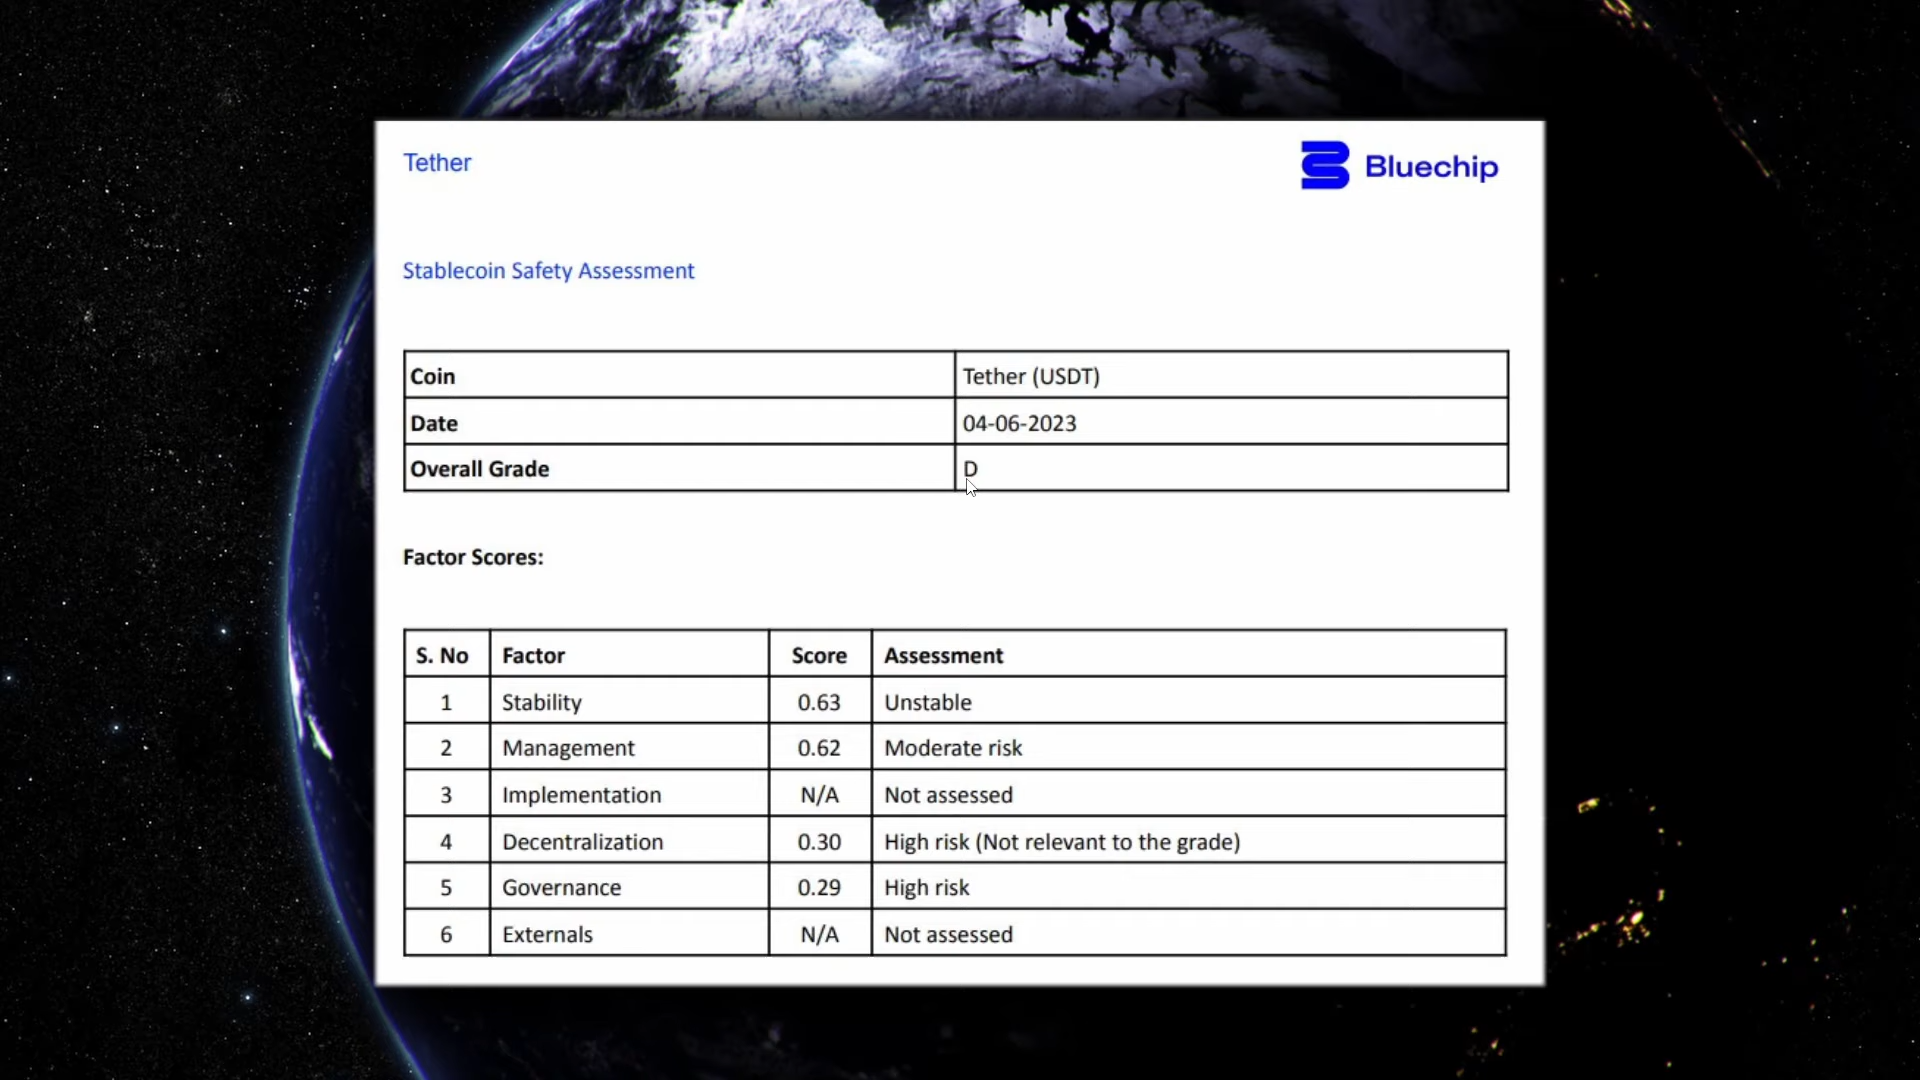 Tether
Bluechip
Stablecoin Safety Assessment
Coin Tether (USDT)
Date 04-06-2023
Overall Grade D
Factor Scores:
S. No Factor Score Assessment
1 Stability 0.63 Unstable
2 Management 0.62 Moderate risk
3 Implementation N/A Not assessed
4 Decentralization 0.30 High risk (Not relevant to the grade)
5 Governance 0.29 High risk
6 Externals N/A Not assessed